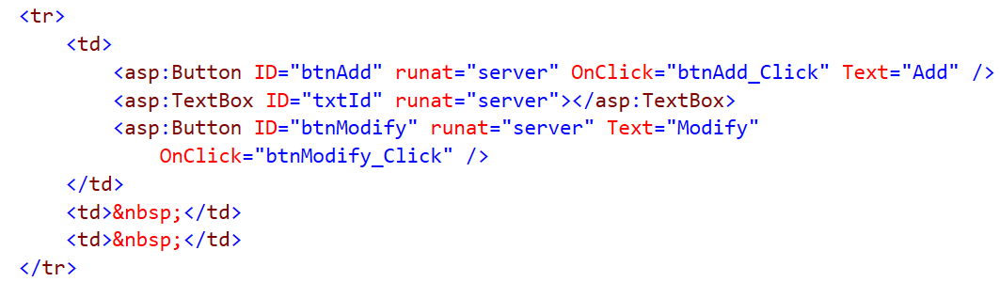 <tr>
<td>
<asp:Button ID="btnAdd" runat="server" OnClick="btnAdd_Click" Text="Add" />
<asp:TextBox ID="txtId" runat="server"></asp:TextBox>
<asp:Button ID="btnModify" runat="server" Text="Modify"
OnClick="btnModify_Click" />
</td>
<td>&nbsp;</td>
<td>&nbsp;</td>
</tr>